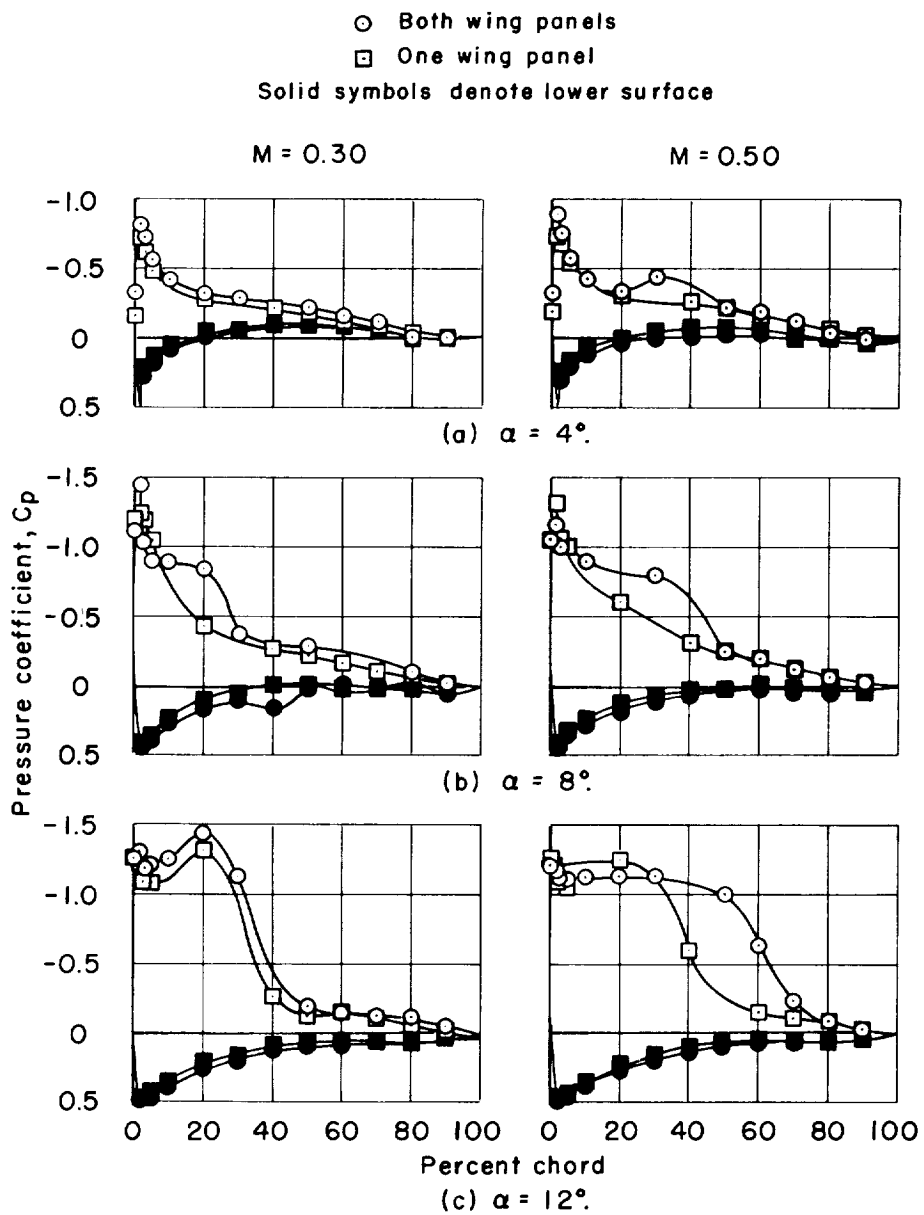 Both wing panels
One wing panel
Solid symbols denote lower surface
M = 0.30
M = 0.50
-1.0
-0.5
0
0.5
(a) α = 4°.
Pressure coefficient, Cp
-1.5
-1.0
-0.5
0
0.5
(b) α = 8°.
-1.5
-1.0
-0.5
0
0.5
0 20 40 60 80 100
0 20 40 60 80 100
Percent chord
(c) α = 12°.